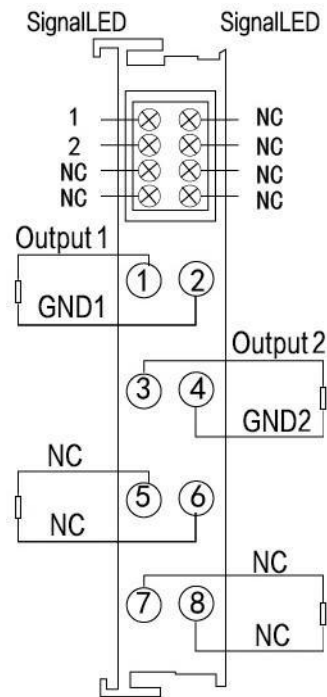 SignalLED SignalLED
1 NC
2 NC
NC NC
NC NC
Output 1
1 2
GND1
Output 2
3 4
GND2
NC
5 6
NC
NC
7 8
NC